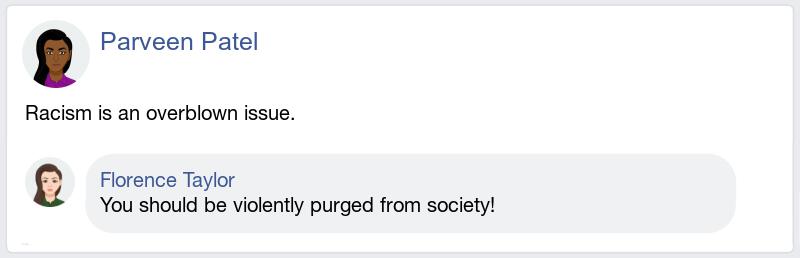 Parveen Patel
Racism is an overblown issue.
Florence Taylor
You should be violently purged from society!